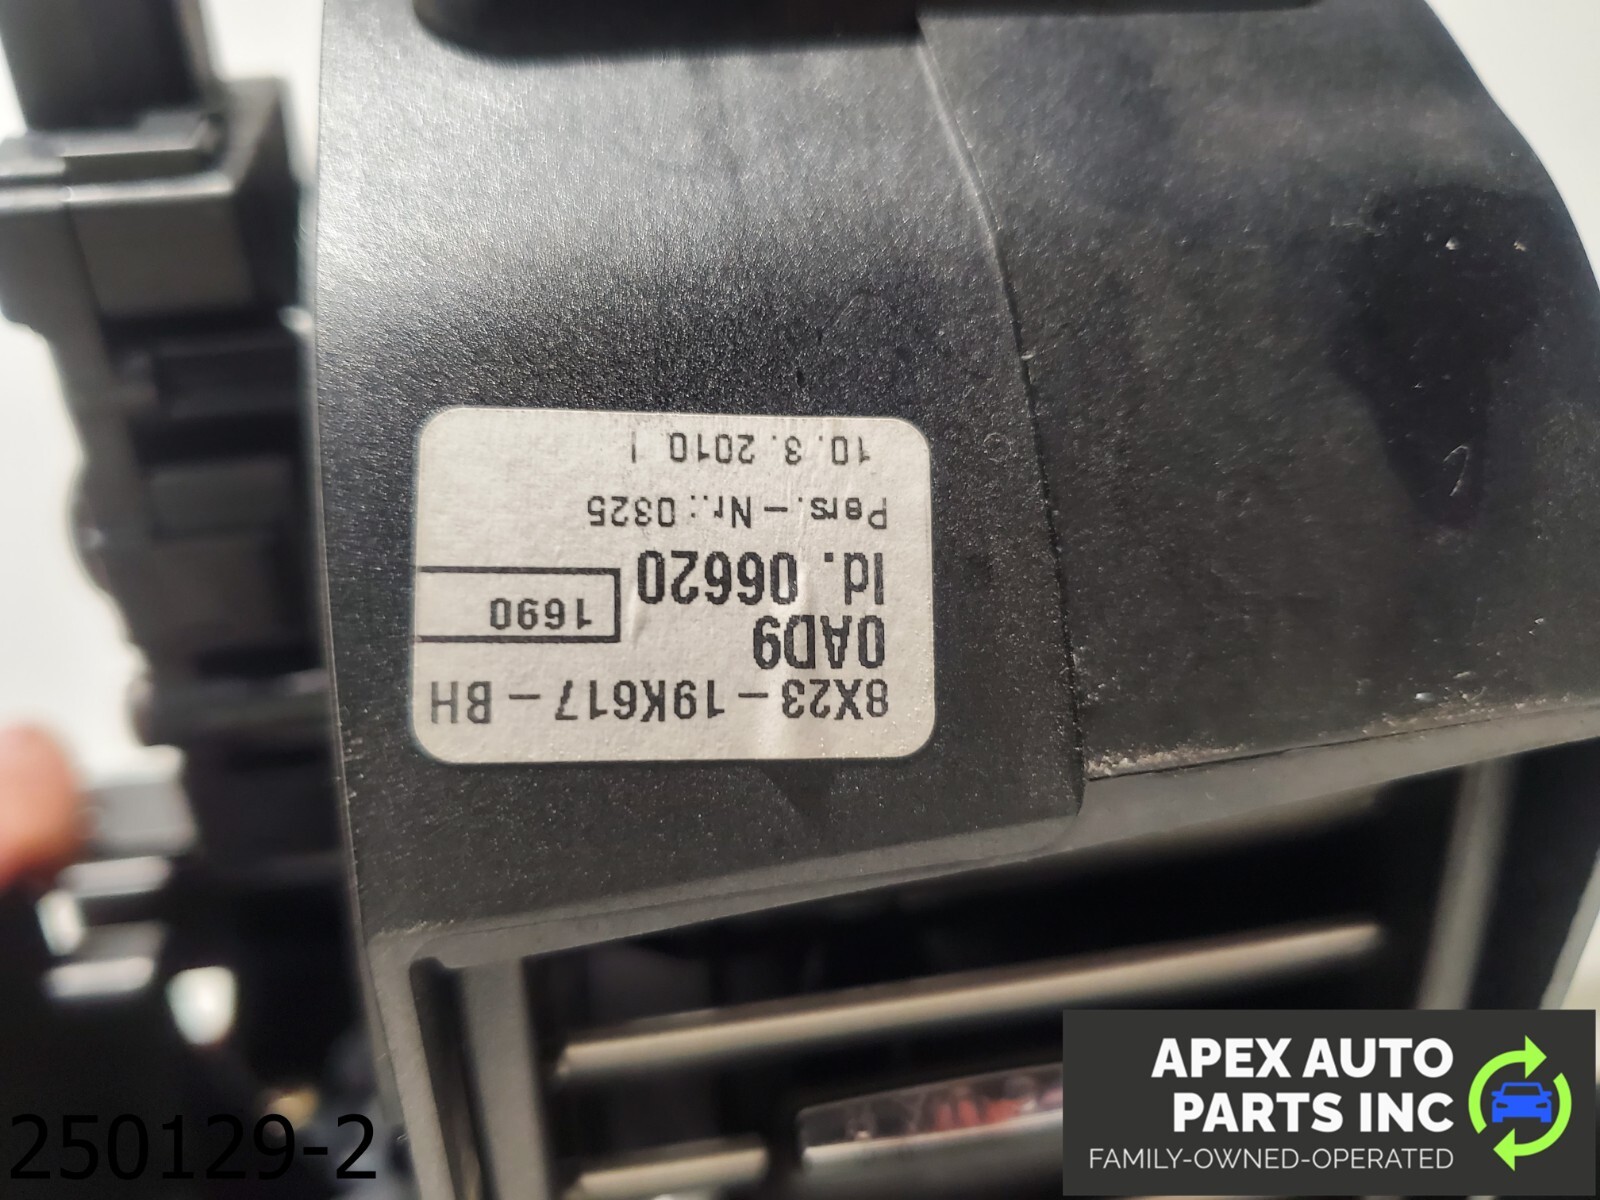 8X23-19K617-BH
0AD9
Id. 06620
1690
Pers.-Nr.: 0325
10. 3. 2010 |
250129-2
APEX AUTO
PARTS INC
FAMILY-OWNED-OPERATED